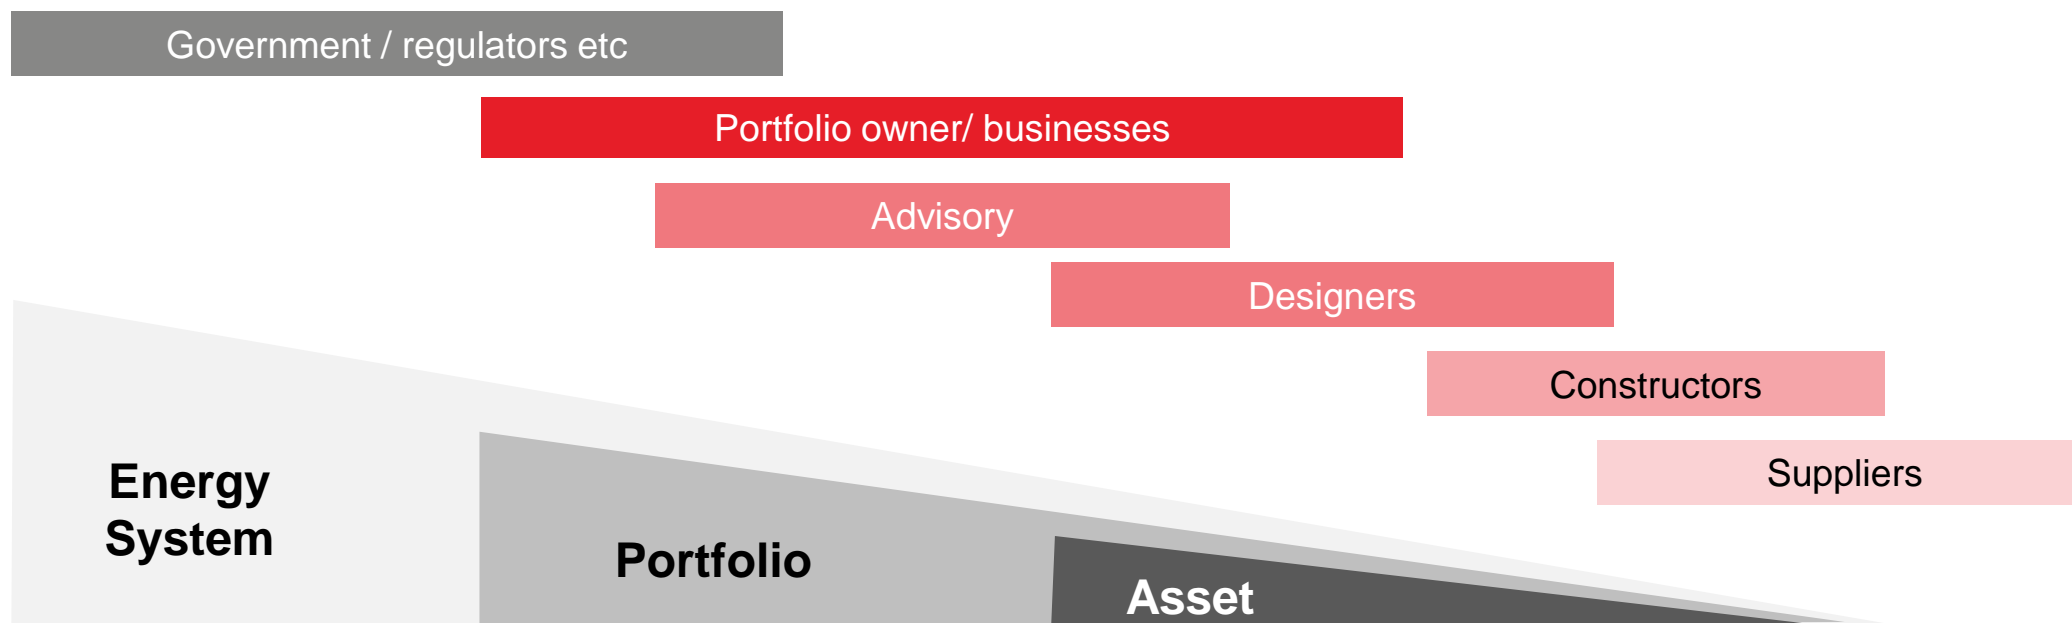 Government / regulators etc
Portfolio owner/ businesses
Advisory
Designers
Constructors
Suppliers
Energy
System
Portfolio
Asset